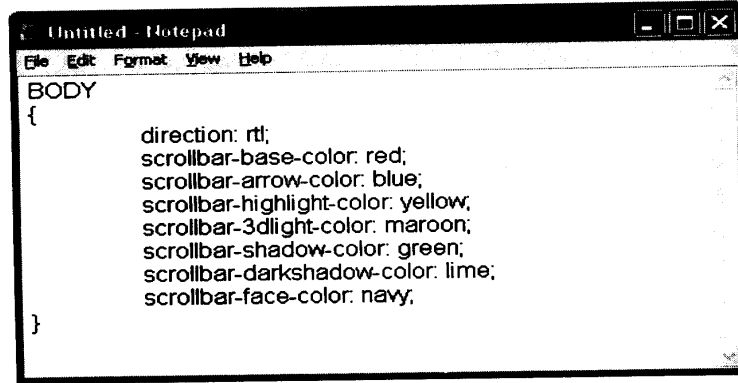 Untitled - Notepad
File Edit Format View Help
BODY
{
direction: rtl;
scrollbar-base-color: red;
scrollbar-arrow-color: blue;
scrollbar-highlight-color: yellow;
scrollbar-3dlight-color: maroon;
scrollbar-shadow-color: green;
scrollbar-darkshadow-color: lime;
scrollbar-face-color: navy;
}